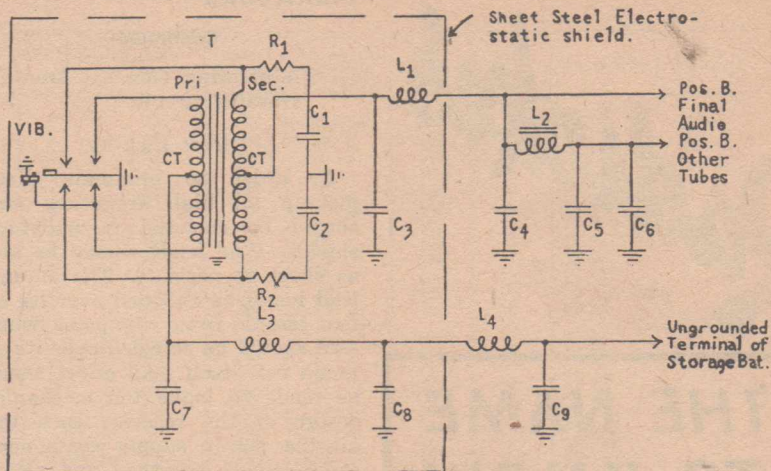 Sheet Steel Electro-
static shield.
T
R1
L1
Pri
Sec.
C1
Pos. B.
Final
Audio
L2
Pos. B.
Other
Tubes
VIB.
CT
CT
C2
C3
C4
C5
C6
R2
L3
L4
Ungrounded
Terminal of
Storage Bat.
C7
C8
C9